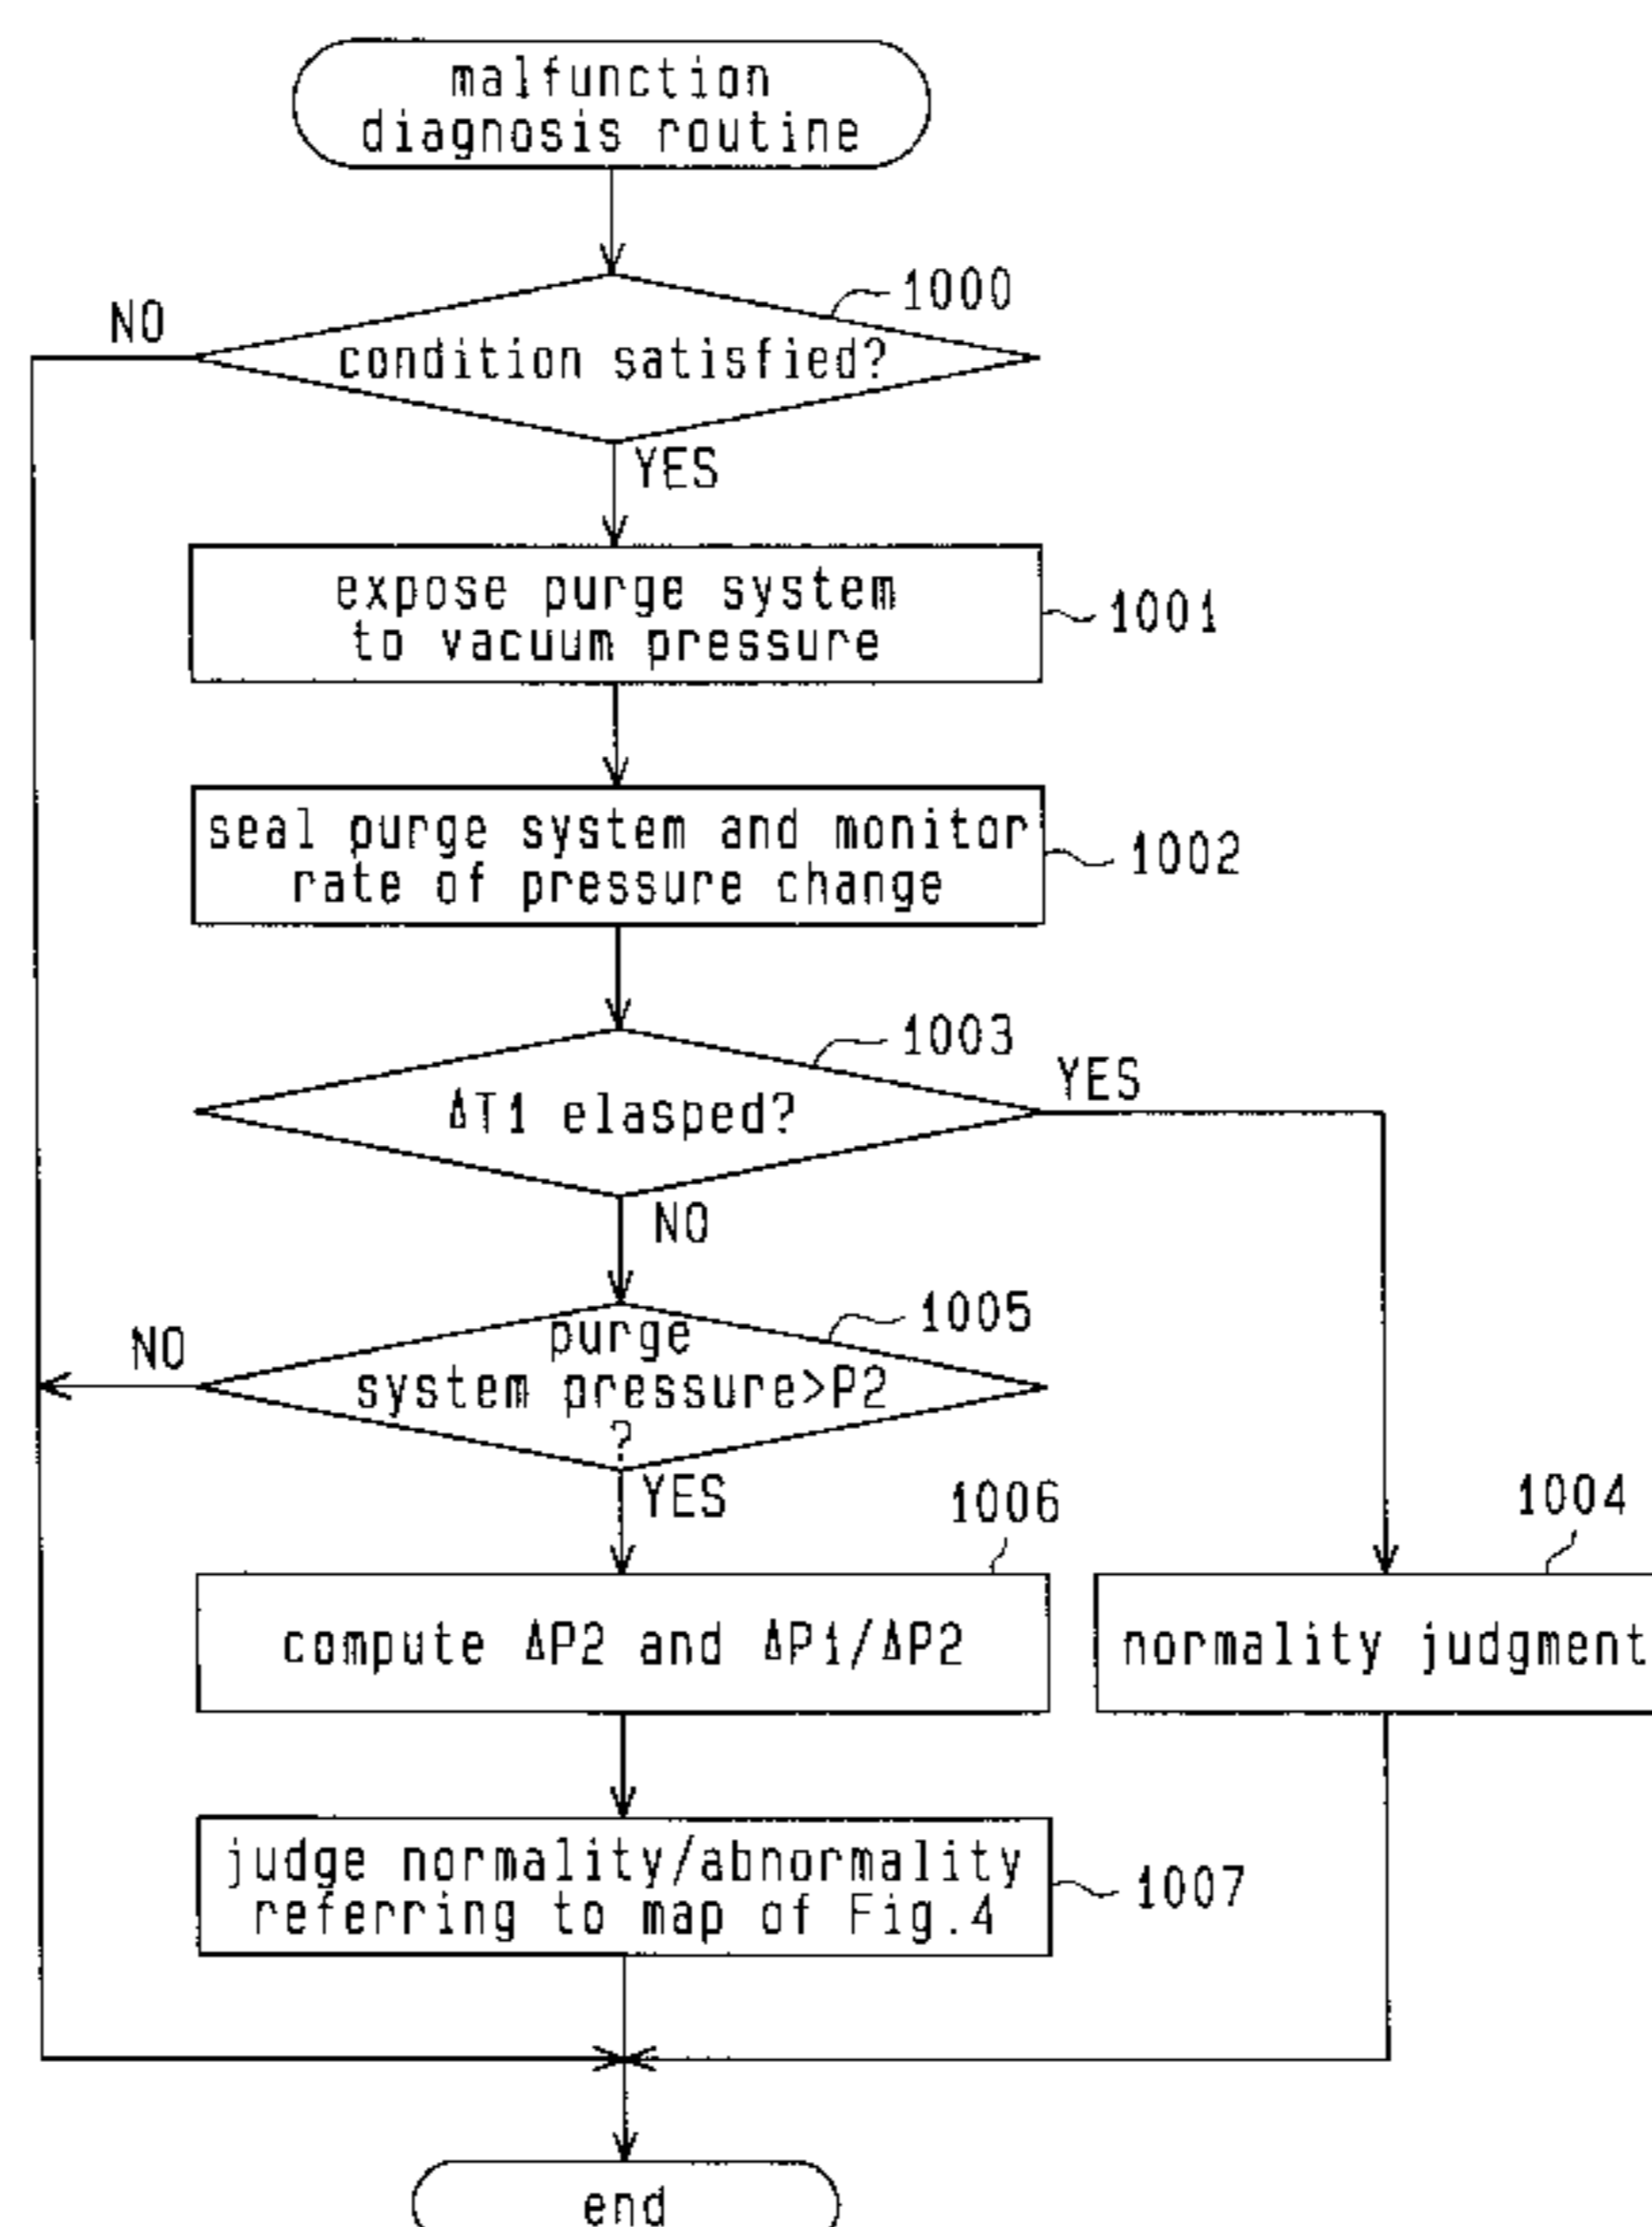 malfunction
diagnosis routine
1000
NO
condition satisfied?
YES
expose purge system
to vacuum pressure
1001
seal purge system and monitor
rate of pressure change
1002
1003
YES
ΔT1 elasped?
NO
1005
NO
purge
system pressure>P2
?
YES
1006
1004
compute ΔP2 and ΔP1/ΔP2
normality judgment
judge normality/abnormality
referring to map of Fig.4
1007
end